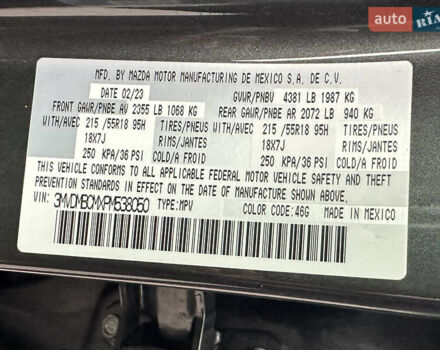 auto RIA
MFD. BY MAZDA MOTOR MANUFACTURING DE MEXICO S.A. DE C.V.
DATE 02/23 GVWR/PNBV 4381 LB 1987 KG
FRONT GAWR/PNBE AV 2355 LB 1068 KG REAR GAWR/PNBE AR 2072 LB 940 KG
WITH/AVEC 215 /55R18 95H TIRES/PNEUS WITH/AVEC 215 /55R18 95H TIRES/PNEUS
18X7J RIMS/JANTES 18X7J RIMS/JANTES
250 KPA/36 PSI COLD/A FROID 250 KPA/36 PSI COLD/A FROID
THIS VEHICLE CONFORMS TO ALL APPLICABLE FEDERAL MOTOR VEHICLE SAFETY AND THEFT
PREVENTION STANDARDS IN EFFECT ON THE DATE OF MANUFACTURE SHOWN ABOVE.
VIN: 3MVDMBCMXPM538050 TYPE: MPV COLOR CODE: 46G MADE IN MEXICO